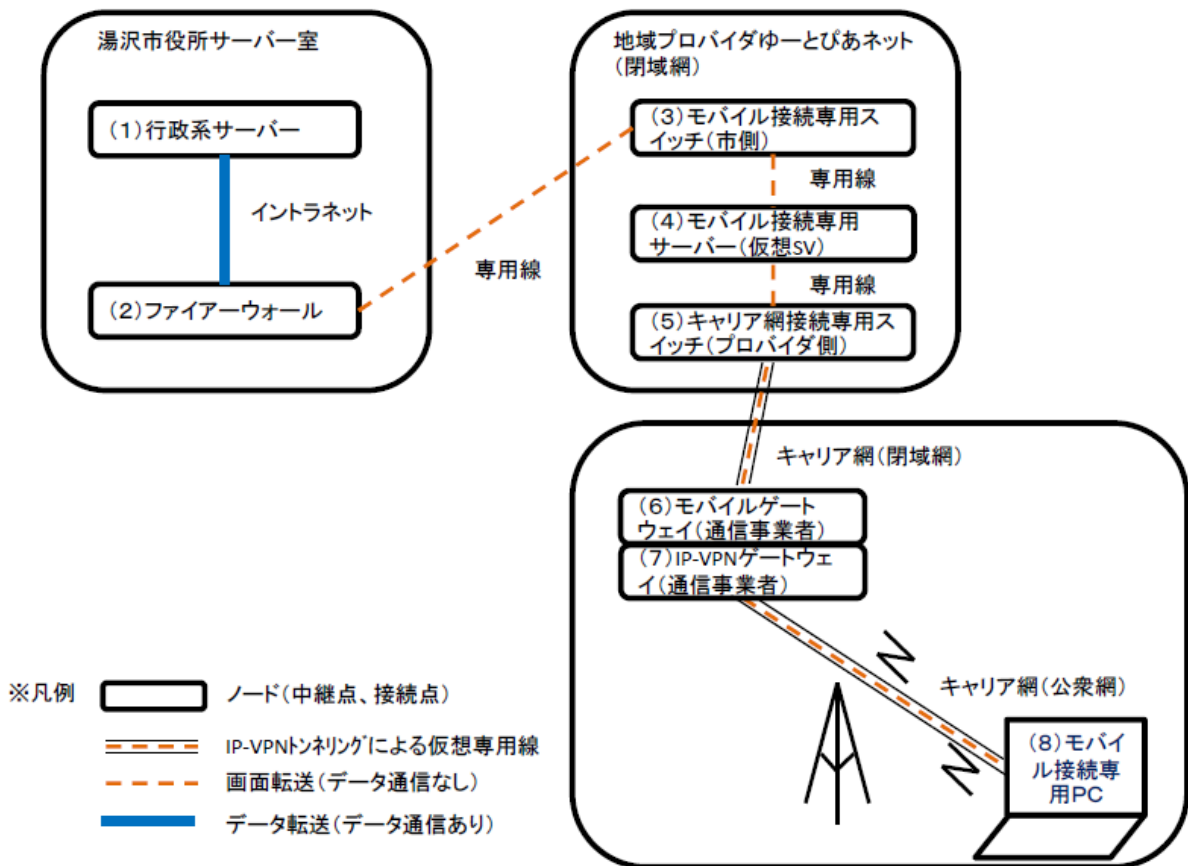 湯沢市役所サーバー室
(1)行政系サーバー
イントラネット
(2)ファイアーウォール
専用線
地域プロバイダゆーとぴあネット
(閉域網)
(3)モバイル接続専用ス
イッチ(市側)
専用線
(4)モバイル接続専用
サーバー(仮想SV)
専用線
(5)キャリア網接続専用ス
イッチ(プロバイダ側)
キャリア網(閉域網)
(6)モバイルゲート
ウェイ(通信事業者)
(7)IP-VPNゲートウェ
イ(通信事業者)
キャリア網(公衆網)
(8)モバイ
ル接続専
用PC
※凡例
ノード(中継点、接続点)
IP-VPNトンネリングによる仮想専用線
画面転送(データ通信なし)
データ転送(データ通信あり)